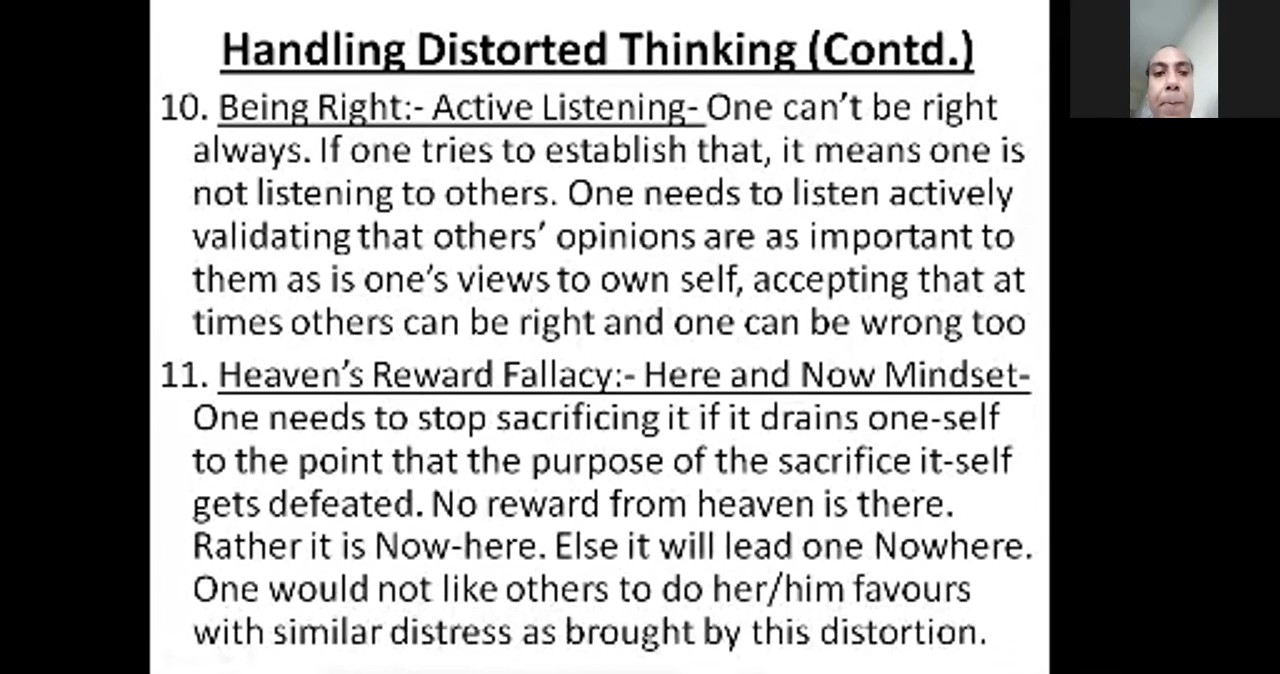 Handling Distorted Thinking (Contd.)
10. Being Right:- Active Listening- One can't be right
always. If one tries to establish that, it means one is
not listening to others. One needs to listen actively
validating that others' opinions are as important to
them as is one's views to own self, accepting that at
times others can be right and one can be wrong too
11. Heaven's Reward Fallacy:- Here and Now Mindset-
One needs to stop sacrificing it if it drains one-self
to the point that the purpose of the sacrifice it-self
gets defeated. No reward from heaven is there.
Rather it is Now-here. Else it will lead one Nowhere.
One would not like others to do her/him favours
with similar distress as brought by this distortion.